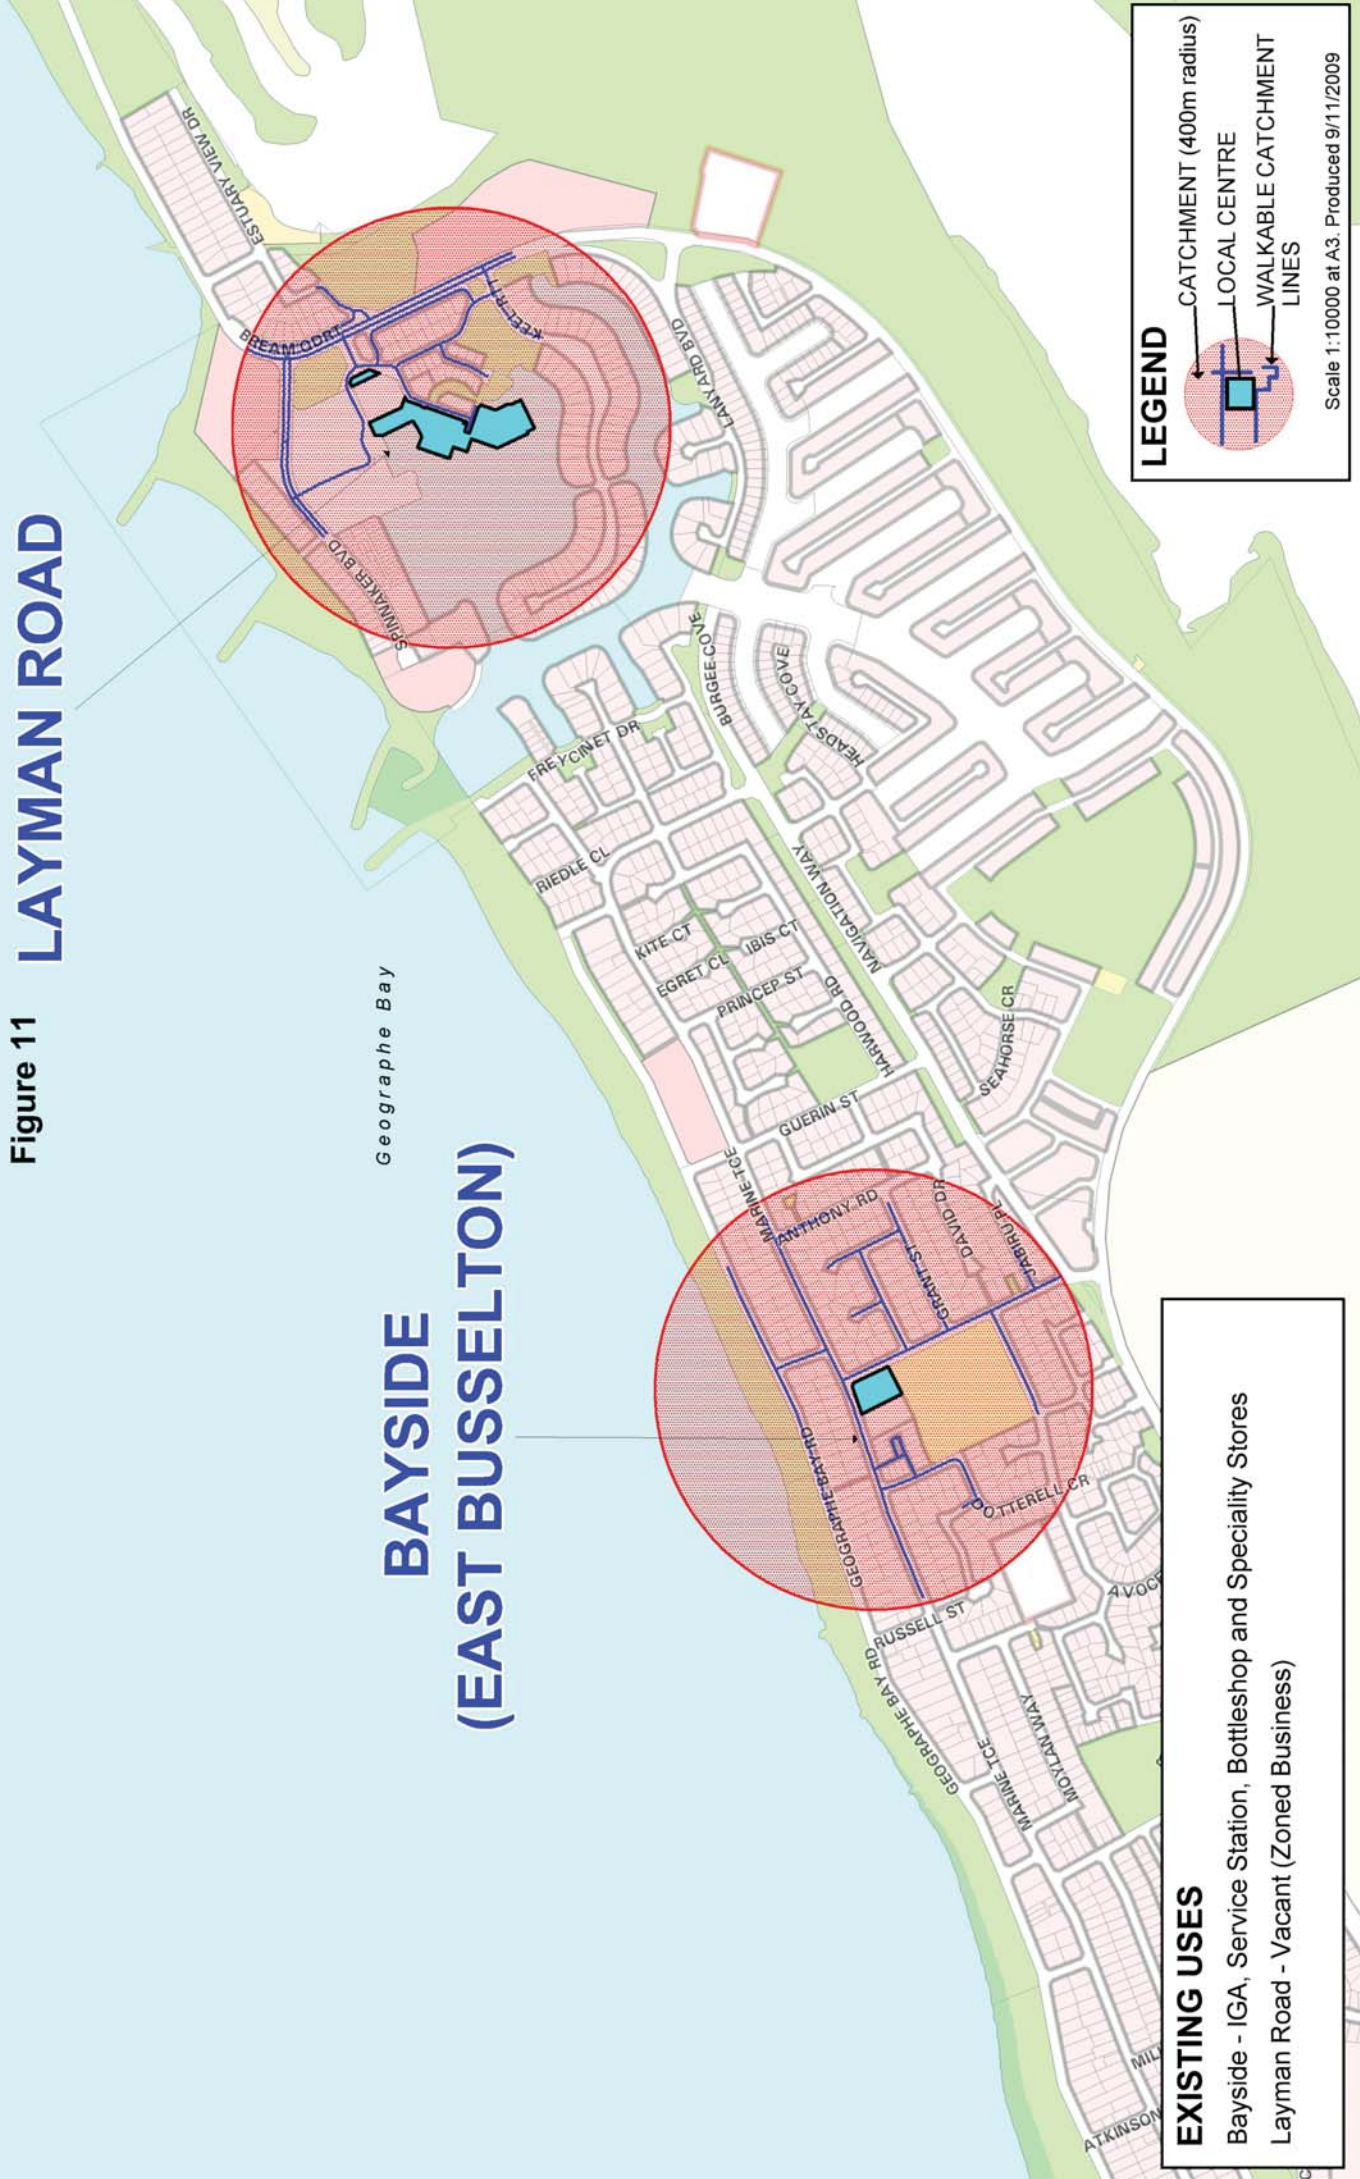 Figure 11
LAYMAN ROAD
BAYSIDE
(EAST BUSSELTON)
Geographe Bay
ESTUARY VIEW DR
KEEL RT
LANYARD BVD
SPINNAKER BVD
FREYCINET DR
BURGEE COVE
HEADSTAY COVE
RIEDLE CL
KITE CT
EGRET CL
IBIS CT
PRINCEP ST
HARWOOD RD
NAVIGATION WAY
SEAHORSE CR
GUERIN ST
MARINE TCE
ANTHONY RD
GRANT ST
DAVID DR
JABIRU PL
GEOGRAPHE BAY RD
DOTTERELL CR
RUSSELL ST
GEOGRAPHE BAY RD
MARINE TCE
MOYLAN WAY
ATKINSON
EXISTING USES
Bayside - IGA, Service Station, Bottleshop and Speciality Stores
Layman Road - Vacant (Zoned Business)
LEGEND
CATCHMENT (400m radius)
LOCAL CENTRE
WALKABLE CATCHMENT
LINES
Scale 1:10000 at A3. Produced 9/11/2009